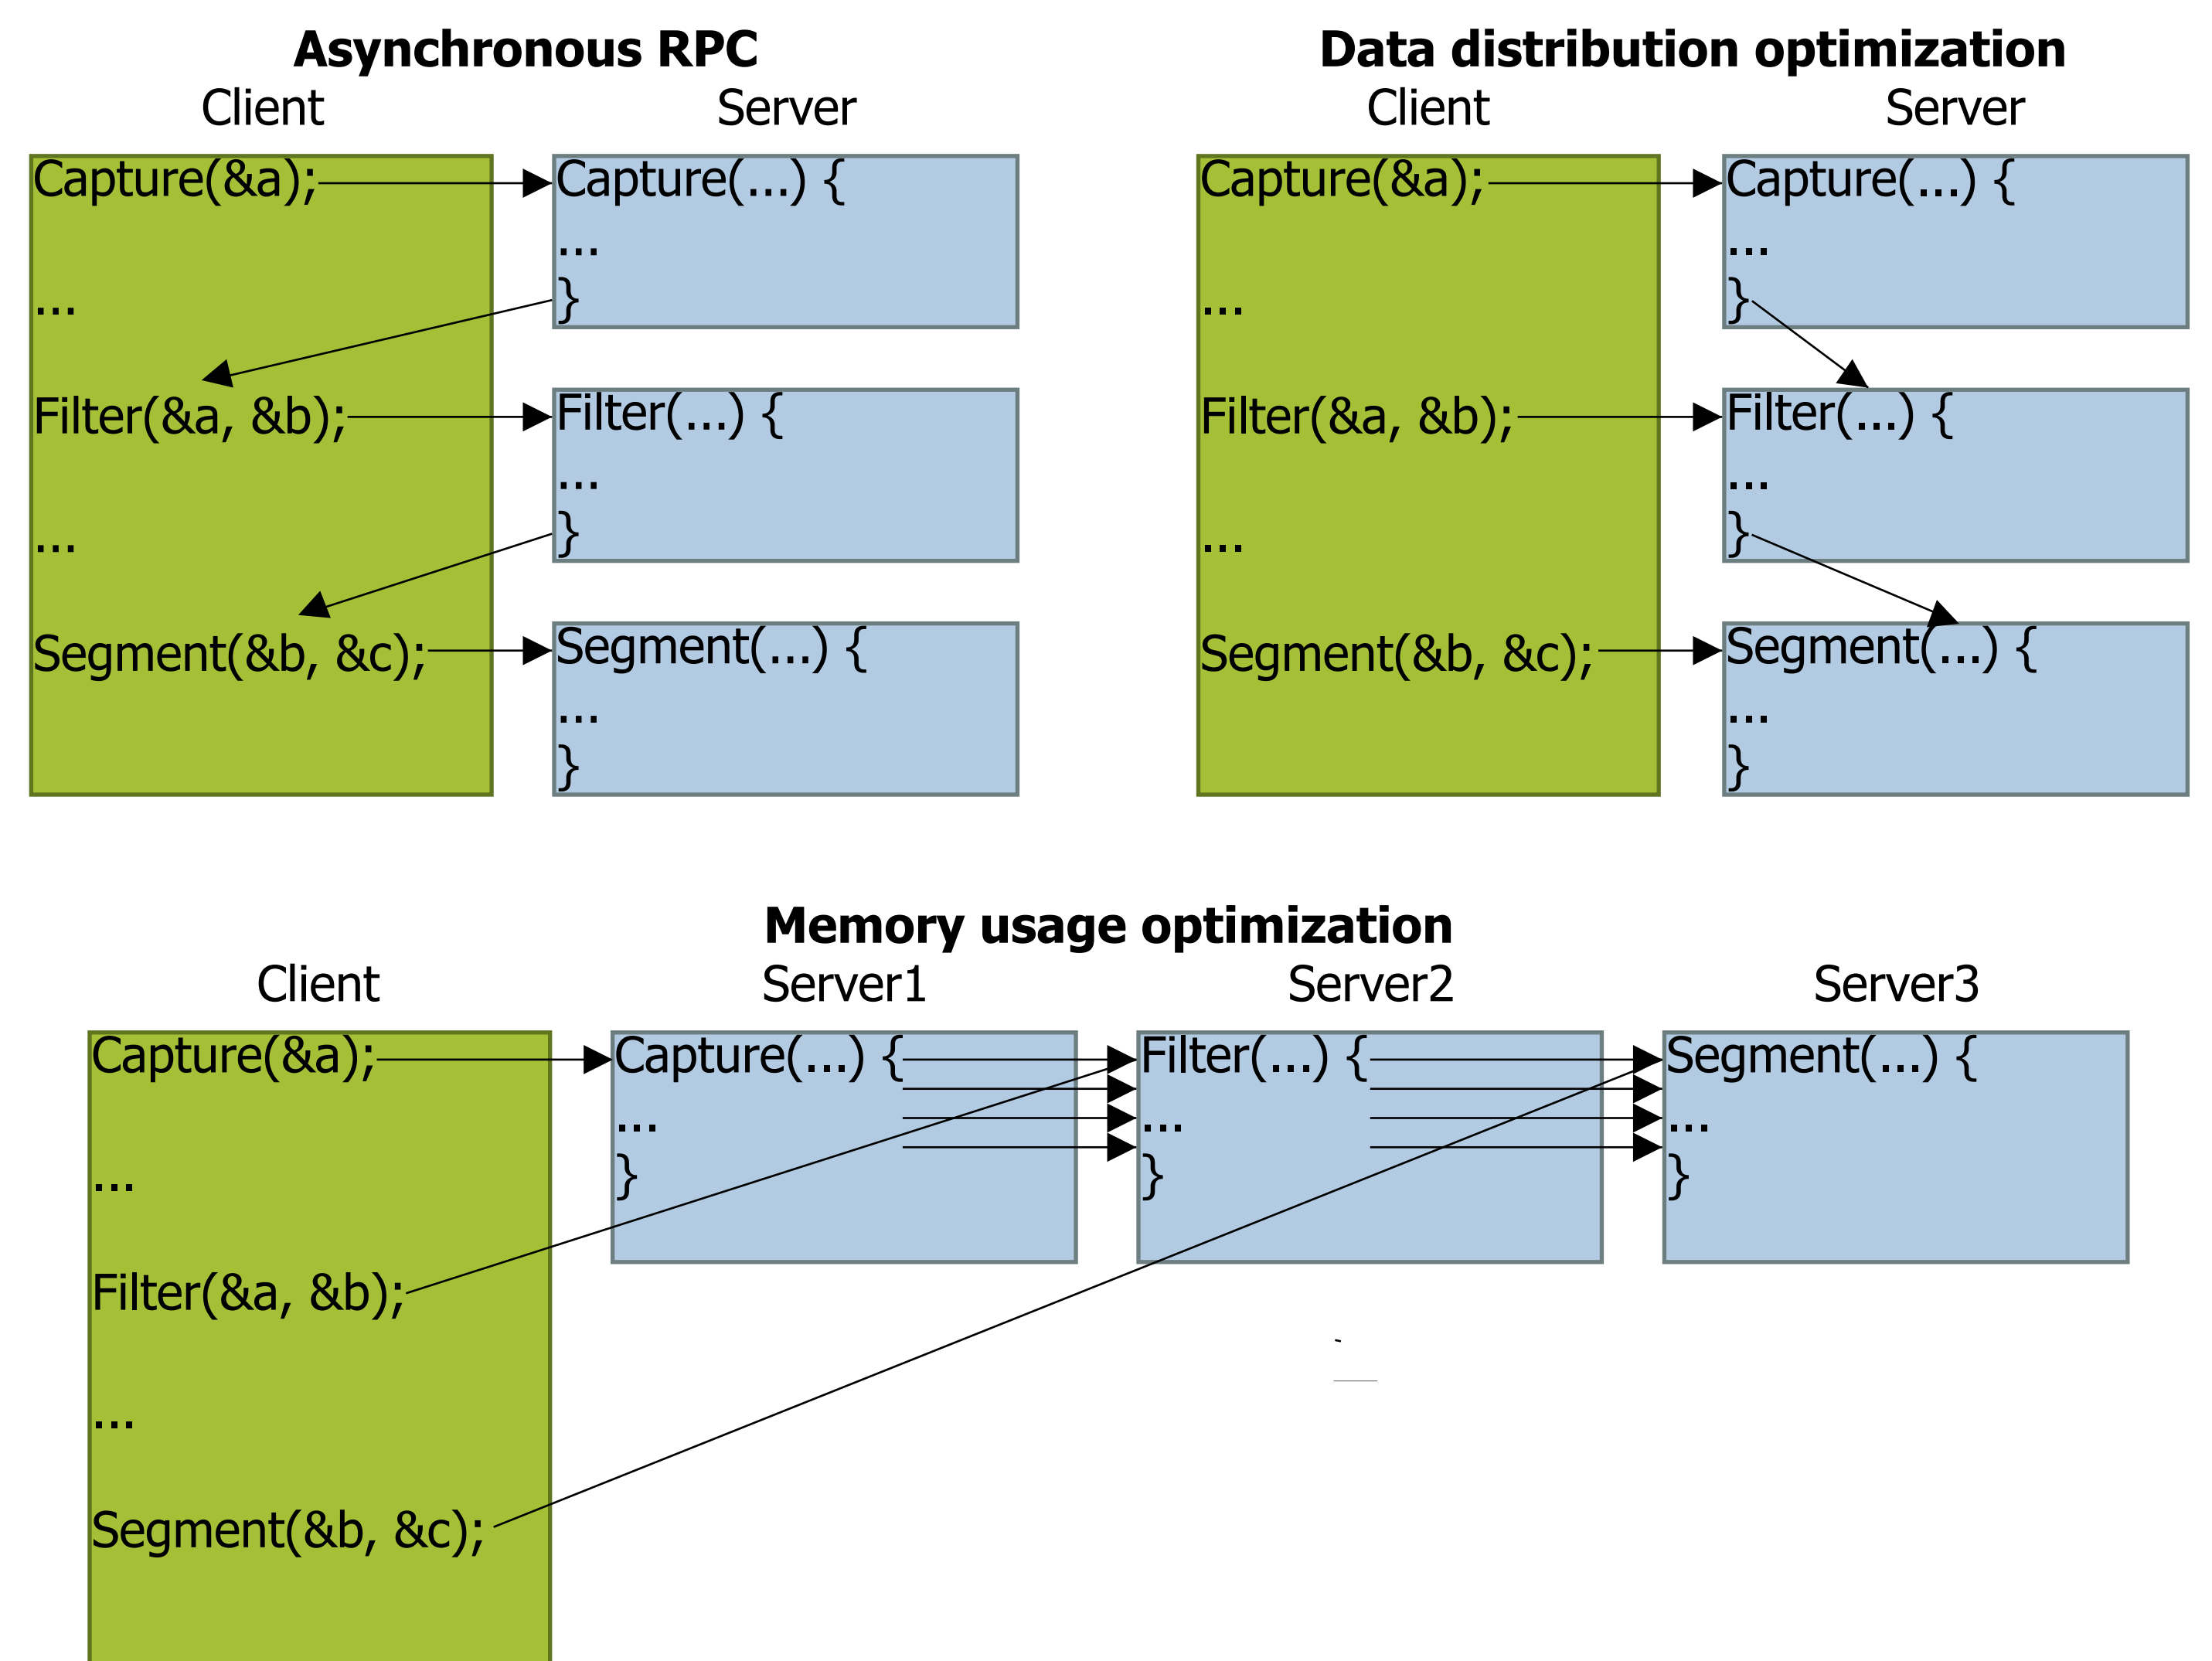 Asynchronous RPC
Client
Server
Capture(&a);
...
Filter(&a, &b);
...
Segment(&b, &c);
Capture(...) {
...
}
Filter(...) {
...
}
Segment(...) {
...
}
Data distribution optimization
Client
Server
Capture(&a);
...
Filter(&a, &b);
...
Segment(&b, &c);
Capture(...) {
...
}
Filter(...) {
...
}
Segment(...) {
...
}
Memory usage optimization
Client
Server1
Server2
Server3
Capture(&a);
...
Filter(&a, &b);
...
Segment(&b, &c);
Capture(...) {
...
}
Filter(...) {
...
}
Segment(...) {
...
}